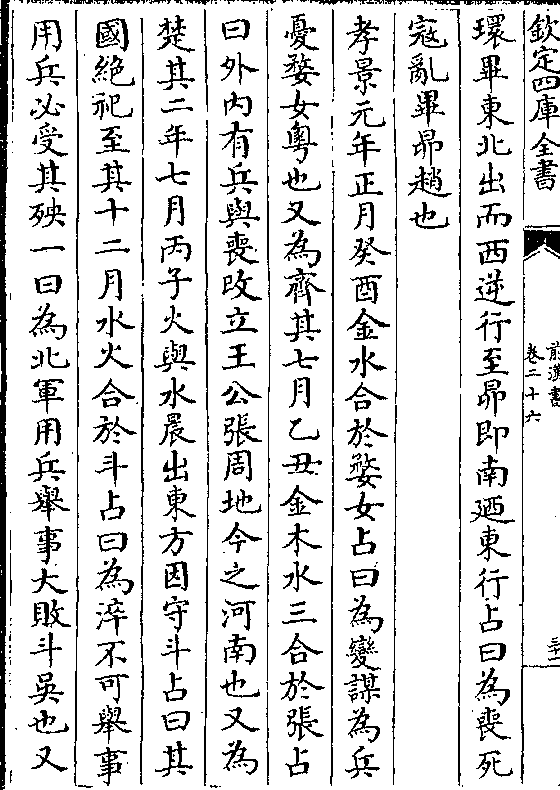 欽定四庫全書
前漢書
卷二十六
環畢東北出而西逆行至昴即南廼東行占曰為喪死
寇亂畢昴趙也
孝景元年正月癸酉金水合於婺女占曰為變謀為兵
憂婺女粤也又為齊其七月乙丑金木水三合於張占
曰外内有兵與喪改立王公張周地今之河南也又為
楚其二年七月丙子火與水晨出東方因守斗占曰其
國絶祀至其十二月水火合於斗占曰為淬不可舉事
用兵必受其殃一曰為北軍用兵舉事大敗斗吳也又